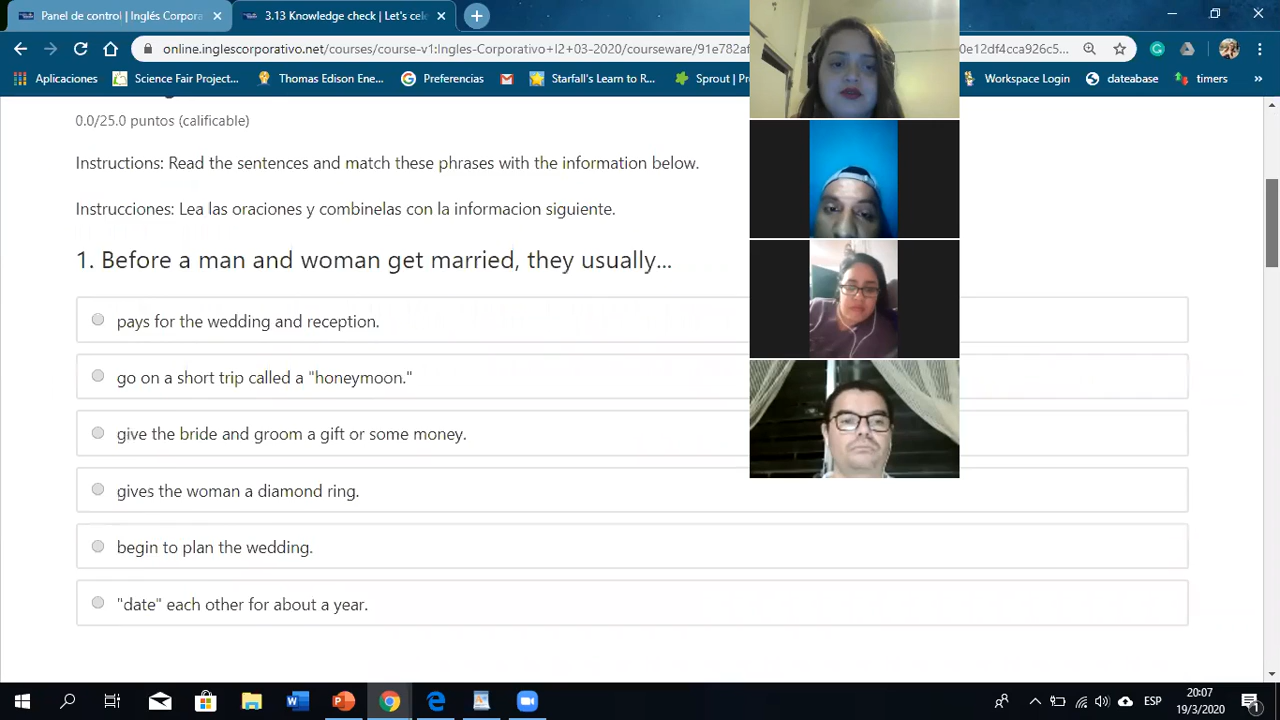 Panel de control | Inglés Corpora
3.13 Knowledge check | Let's cel
online.inglescorporativo.net/courses/course-v1:Ingles-Corporativo+I2+03-2020/courseware/91e782af
0e12df4cca926c5...
Aplicaciones
Science Fair Project...
Thomas Edison Ene...
Preferencias
Starfall's Learn to R...
Sprout | Pr
Workspace Login
dateabase
timers
»
0.0/25.0 puntos (calificable)
Instructions: Read the sentences and match these phrases with the information below.
Instrucciones: Lea las oraciones y combinelas con la informacion siguiente.
1. Before a man and woman get married, they usually...
pays for the wedding and reception.
go on a short trip called a "honeymoon."
give the bride and groom a gift or some money.
gives the woman a diamond ring.
begin to plan the wedding.
"date" each other for about a year.
ESP
20:07
19/3/2020
1